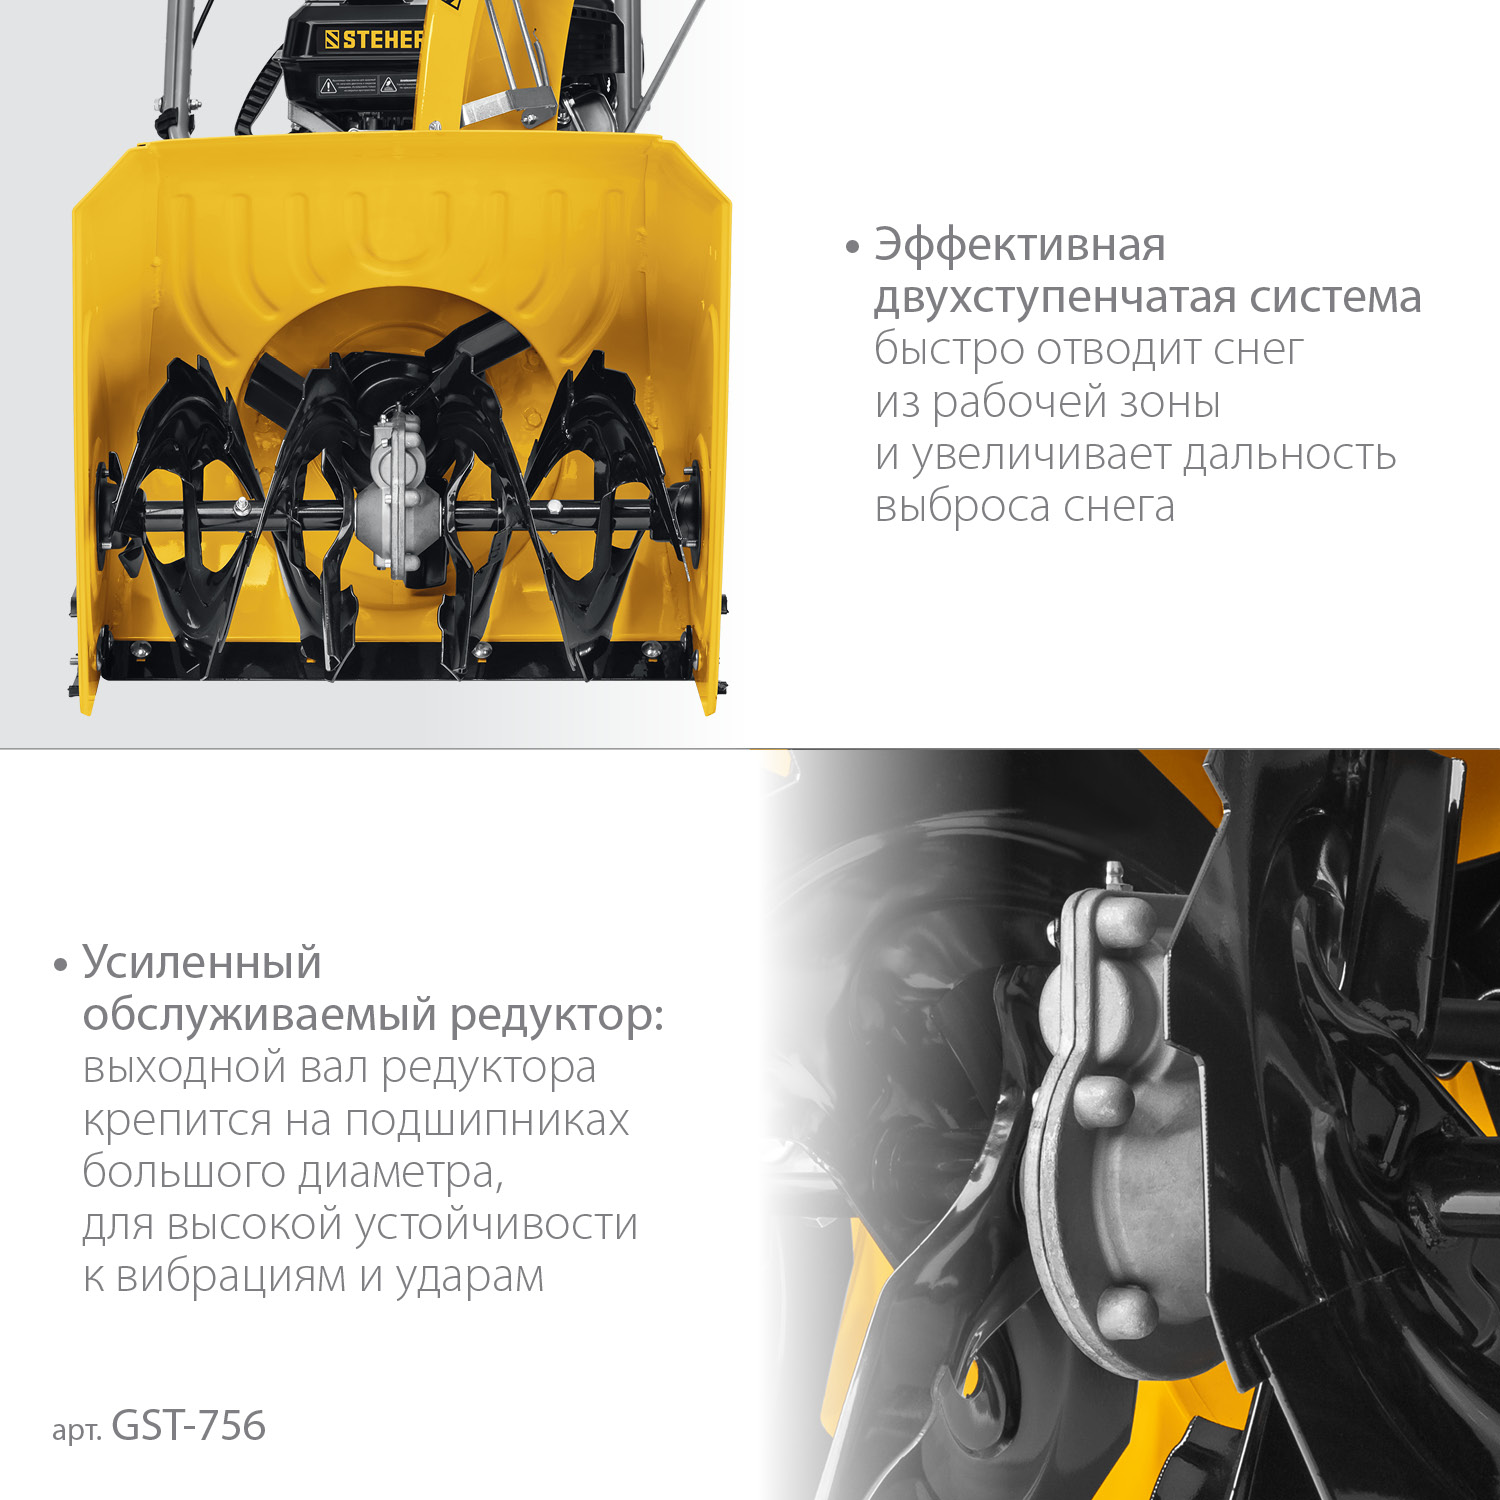 STEHER
• Эффективная
двухступенчатая система
быстро отводит снег
из рабочей зоны
и увеличивает дальность
выброса снега
• Усиленный
обслуживаемый редуктор:
выходной вал редуктора
крепится на подшипниках
большого диаметра,
для высокой устойчивости
к вибрациям и ударам
арт. GST-756